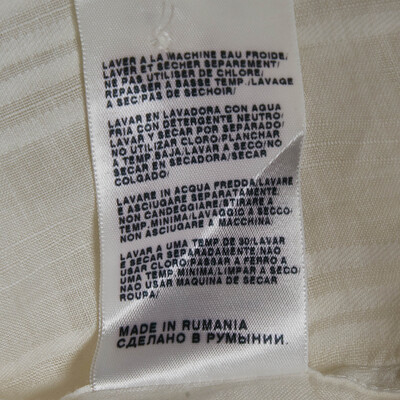 LAVER A LA MACHINE EAU FROIDE/
LAVER ET SECHER SEPAREMENT/
NE PAS UTILISER DE CHLORE/
REPASSER A BASSE TEMP./LAVAGE
A SEC/PAS DE SECHOIR/
LAVAR EN LAVADORA CON AGUA
FRIA CON DETERGENTE NEUTRO/
LAVAR Y SECAR POR SEPARADO/
NO UTILIZAR CLORO/PLANCHAR
A TEMP.BAJA/LAVAR A SECO/NO
SECAR EN SECADORA/SECAR
COLGADO/
LAVARE IN ACQUA FREDDA/LAVARE
E ASCIUGARE SEPARATAMENTE/
NON CANDEGGIARE/STIRARE A
TEMP.MINIMA/LAVAGGIO A SECCO/
NON ASCIUGARE A MACCHINA/
LAVAR A UMA TEMP DE 30/LAVAR
E SECAR SEPARADAMENTE/NAO
USAR CLORO/PASSAR A FERRO A
UMA TEMP.MINIMA/LIMPAR A SECO/
NAO USAR MAQUINA DE SECAR
ROUPA/
MADE IN RUMANIA
СДЕЛАНО В РУМЫНИИ.